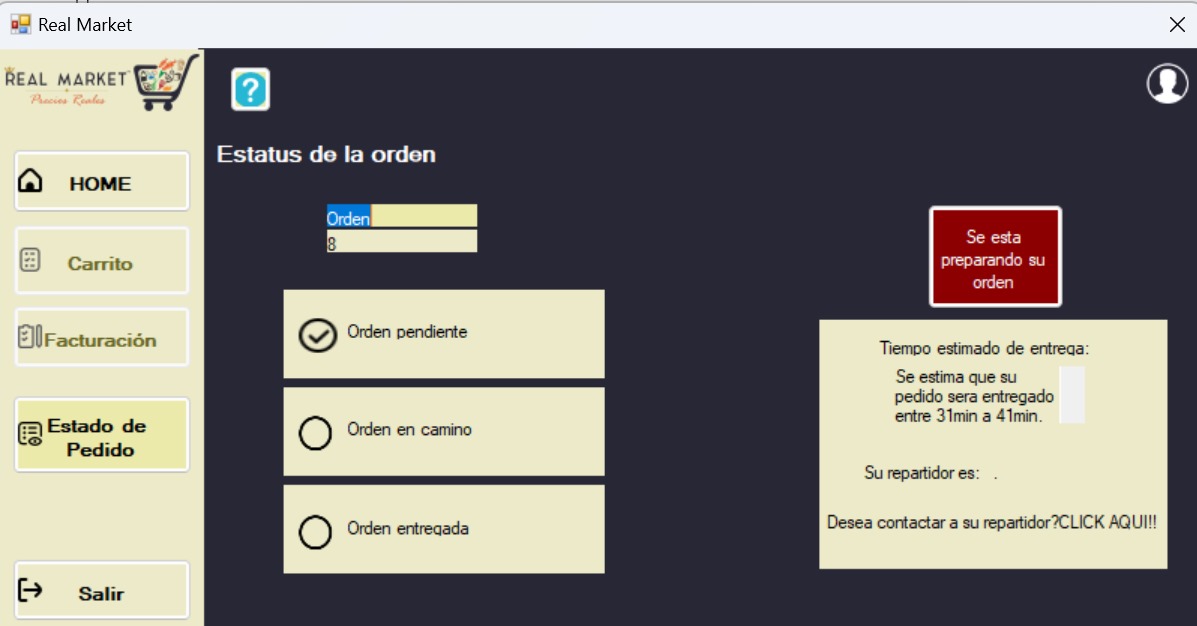 Real Market
REAL MARKET
Precios Reales
?
HOME
Carrito
Facturación
Estado de
Pedido
Salir
Estatus de la orden
Orden
8
Orden pendiente
Orden en camino
Orden entregada
Se esta
preparando su
orden
Tiempo estimado de entrega:
Se estima que su
pedido sera entregado
entre 31min a 41min.
Su repartidor es: .
Desea contactar a su repartidor?CLICK AQUI!!